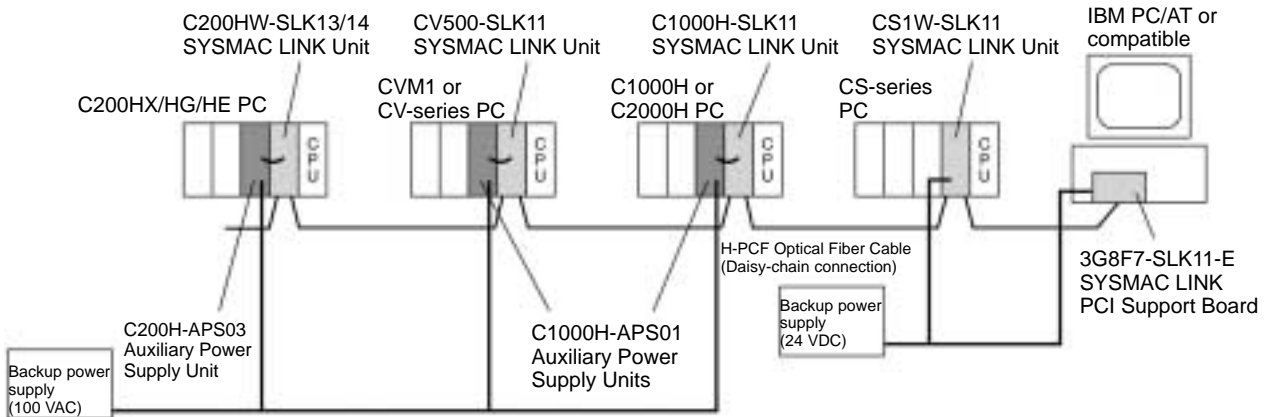 C200HW-SLK13/14
SYSMAC LINK Unit
CV500-SLK11
SYSMAC LINK Unit
C1000H-SLK11
SYSMAC LINK Unit
CS1W-SLK11
SYSMAC LINK Unit
IBM PC/AT or
compatible
C200HX/HG/HE PC
CVM1 or
CV-series PC
C1000H or
C2000H PC
CS-series
PC
CPU
CPU
CPU
CPU
H-PCF Optical Fiber Cable
(Daisy-chain connection)
3G8F7-SLK11-E
SYSMAC LINK
PCI Support Board
Backup power
supply
(24 VDC)
C200H-APS03
Auxiliary Power
Supply Unit
C1000H-APS01
Auxiliary Power
Supply Units
Backup power
supply
(100 VAC)